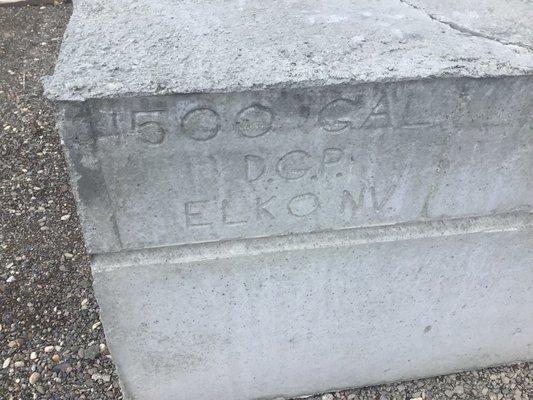 1500 GAL
D.G.P.
ELKO NV.